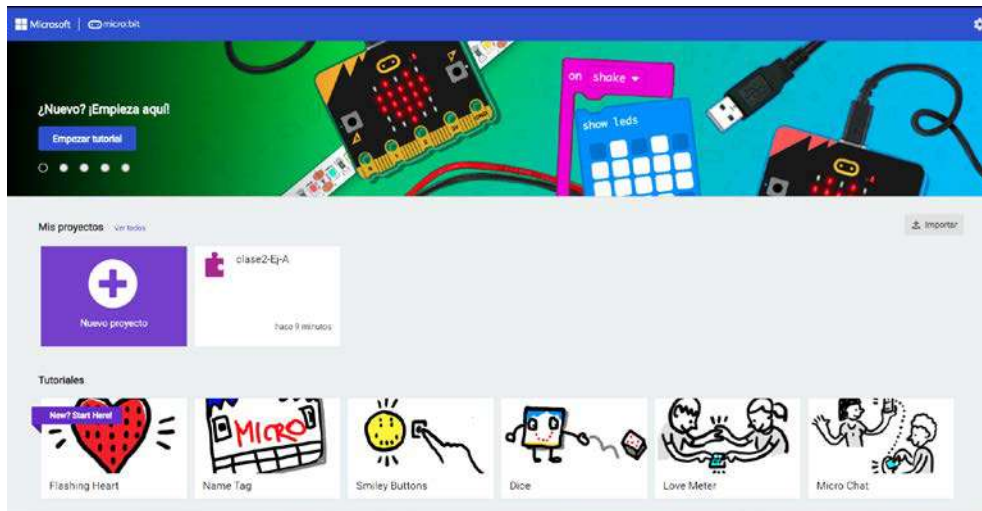 Microsoft | micro:bit
¿Nuevo? ¡Empieza aquí!
Empezar tutorial
on shake
show leds
Mis proyectos
Ver todos
Importar
Nuevo proyecto
clase2-Ej-A
hace 9 minutos
Tutoriales
New? Start Here!
MICRO
Flashing Heart
Name Tag
Smiley Buttons
Dice
Love Meter
Micro Chat